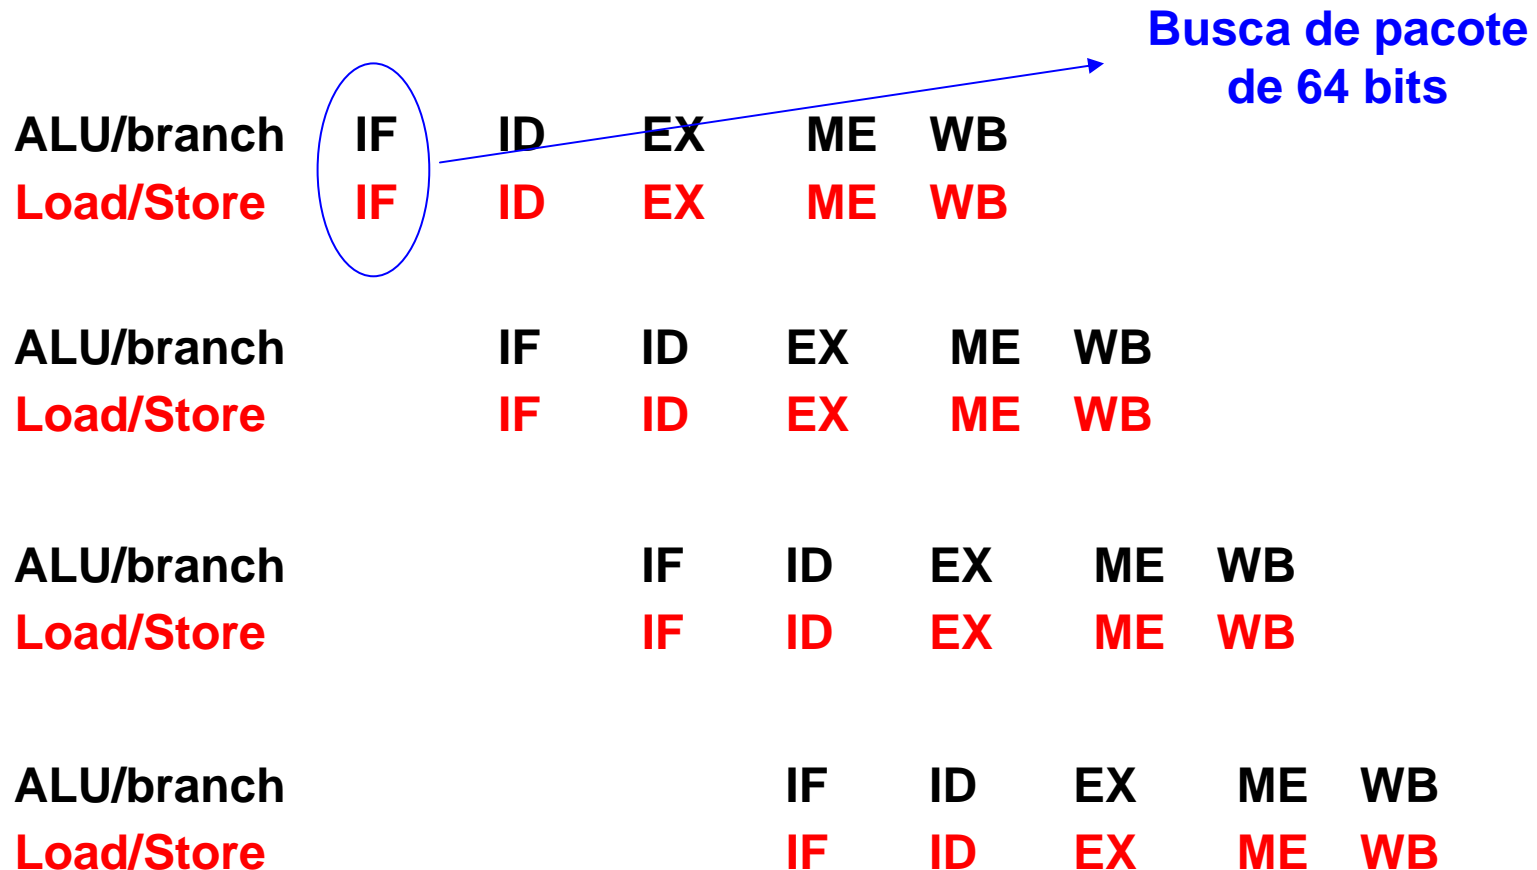 Busca de pacote
de 64 bits
ALU/branch IF ID EX ME WB
Load/Store IF ID EX ME WB
ALU/branch IF ID EX ME WB
Load/Store IF ID EX ME WB
ALU/branch IF ID EX ME WB
Load/Store IF ID EX ME WB
ALU/branch IF ID EX ME WB
Load/Store IF ID EX ME WB